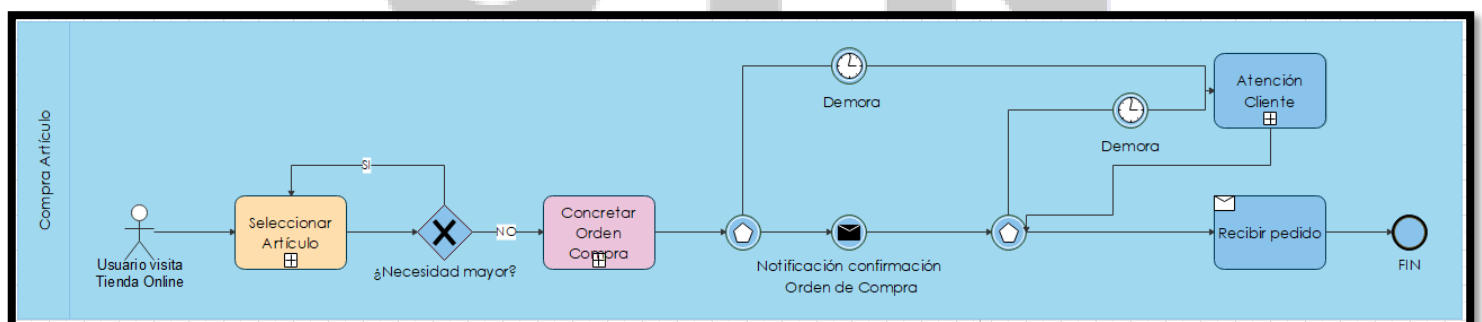 Compra Artículo
Usuario visita
Tienda Online
Seleccionar
Artículo
SI
¿Necesidad mayor?
NO
Concretar
Orden
Compra
Demora
Notificación confirmación
Orden de Compra
Demora
Atención
Cliente
Recibir pedido
FIN